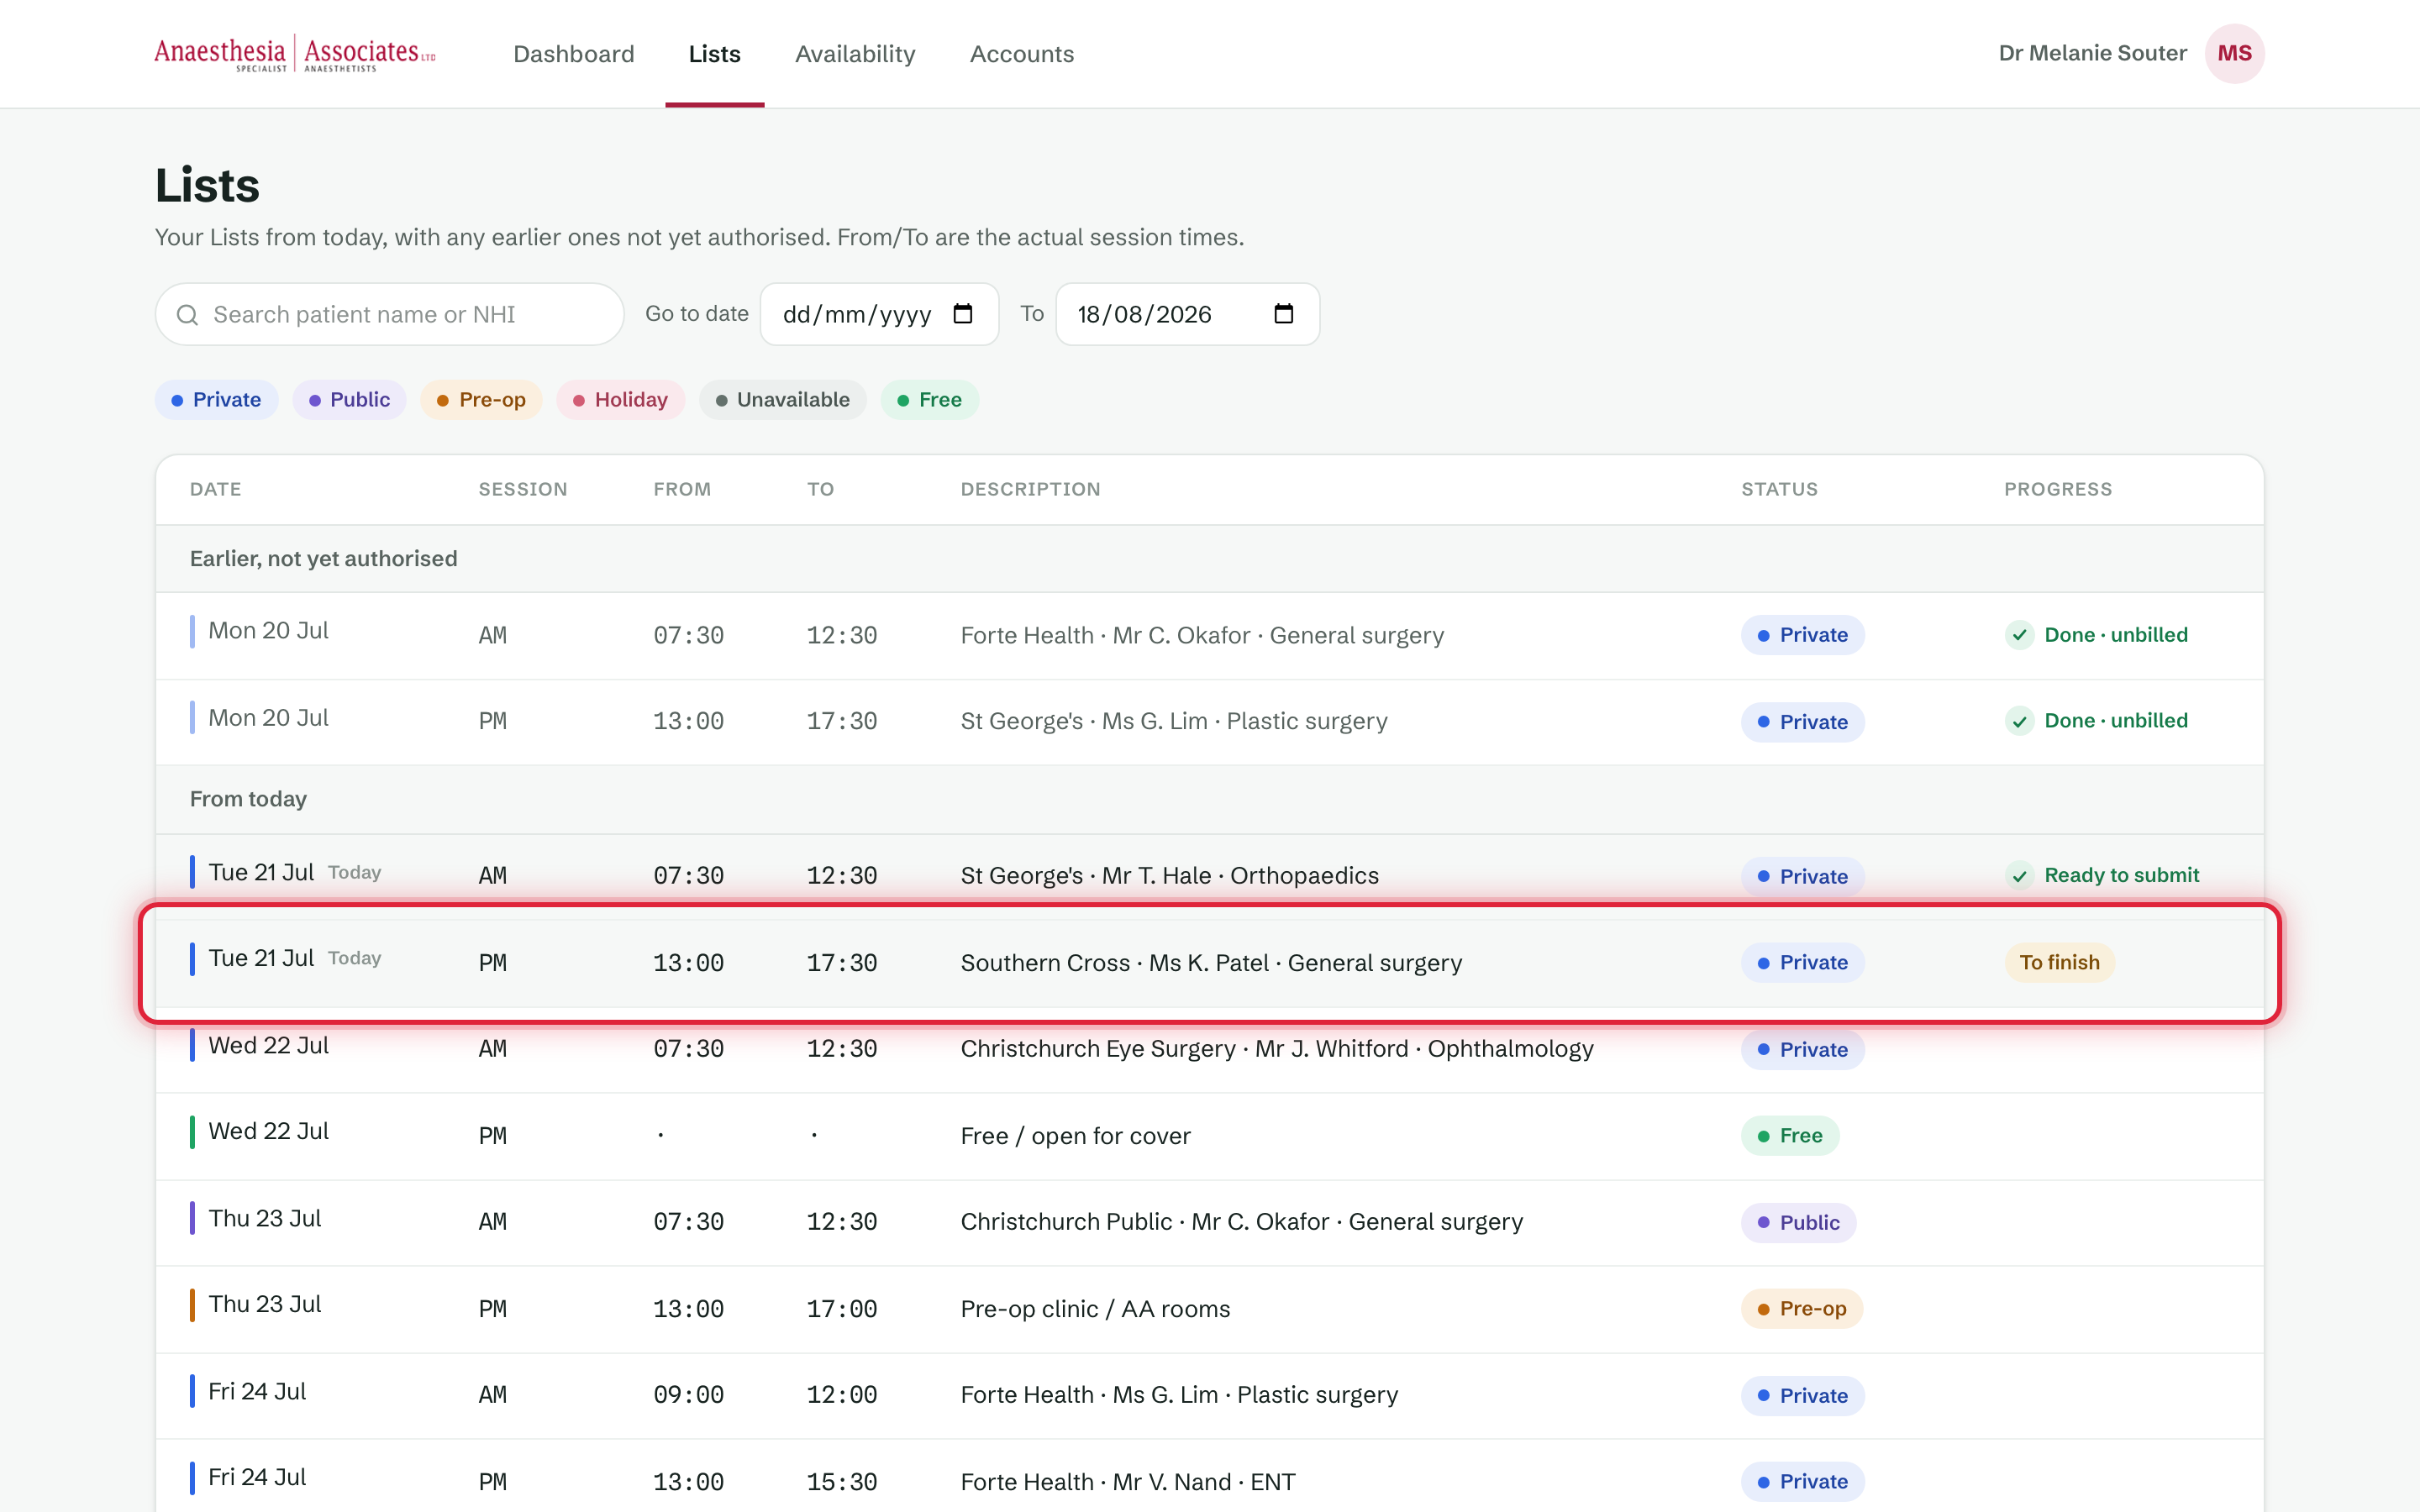 Anaesthesia | Associates LTD
SPECIALIST ANAESTHETISTS
Dashboard Lists Availability Accounts
Dr Melanie Souter MS
Lists
Your Lists from today, with any earlier ones not yet authorised. From/To are the actual session times.
Search patient name or NHI Go to date dd/mm/yyyy To 18/08/2026
Private Public Pre-op Holiday Unavailable Free
DATE SESSION FROM TO DESCRIPTION STATUS PROGRESS
Earlier, not yet authorised
Mon 20 Jul AM 07:30 12:30 Forte Health · Mr C. Okafor · General surgery Private Done · unbilled
Mon 20 Jul PM 13:00 17:30 St George's · Ms G. Lim · Plastic surgery Private Done · unbilled
From today
Tue 21 Jul Today AM 07:30 12:30 St George's · Mr T. Hale · Orthopaedics Private Ready to submit
Tue 21 Jul Today PM 13:00 17:30 Southern Cross · Ms K. Patel · General surgery Private To finish
Wed 22 Jul AM 07:30 12:30 Christchurch Eye Surgery · Mr J. Whitford · Ophthalmology Private
Wed 22 Jul PM · · Free / open for cover Free
Thu 23 Jul AM 07:30 12:30 Christchurch Public · Mr C. Okafor · General surgery Public
Thu 23 Jul PM 13:00 17:00 Pre-op clinic / AA rooms Pre-op
Fri 24 Jul AM 09:00 12:00 Forte Health · Ms G. Lim · Plastic surgery Private
Fri 24 Jul PM 13:00 15:30 Forte Health · Mr V. Nand · ENT Private